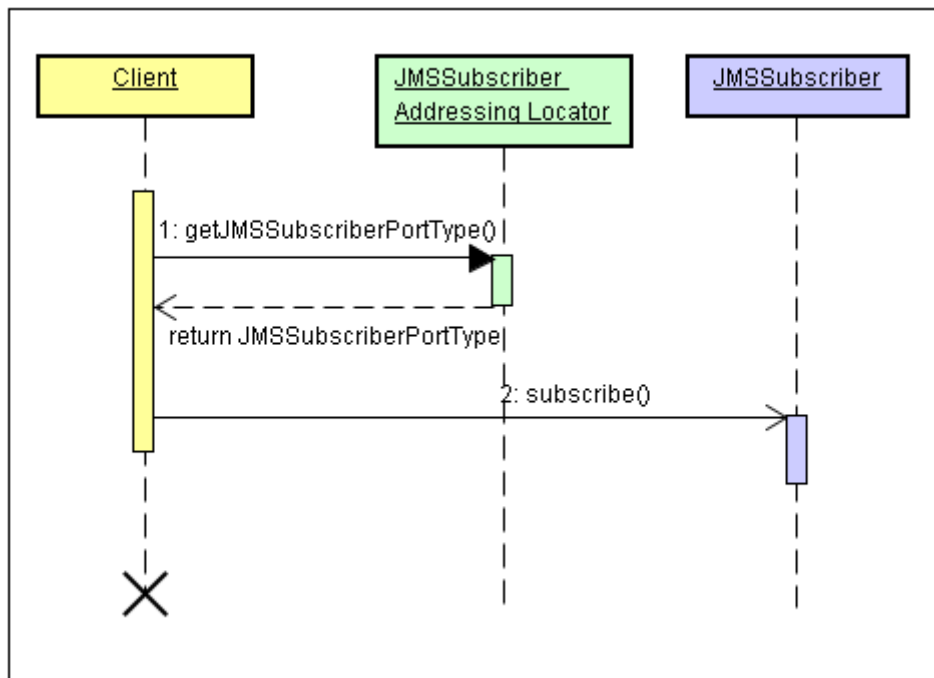 Client
JMSSubscriber
Addressing Locator
JMSSubscriber
1: getJMSSubscriberPortType()
return JMSSubscriberPortType
2: subscribe()